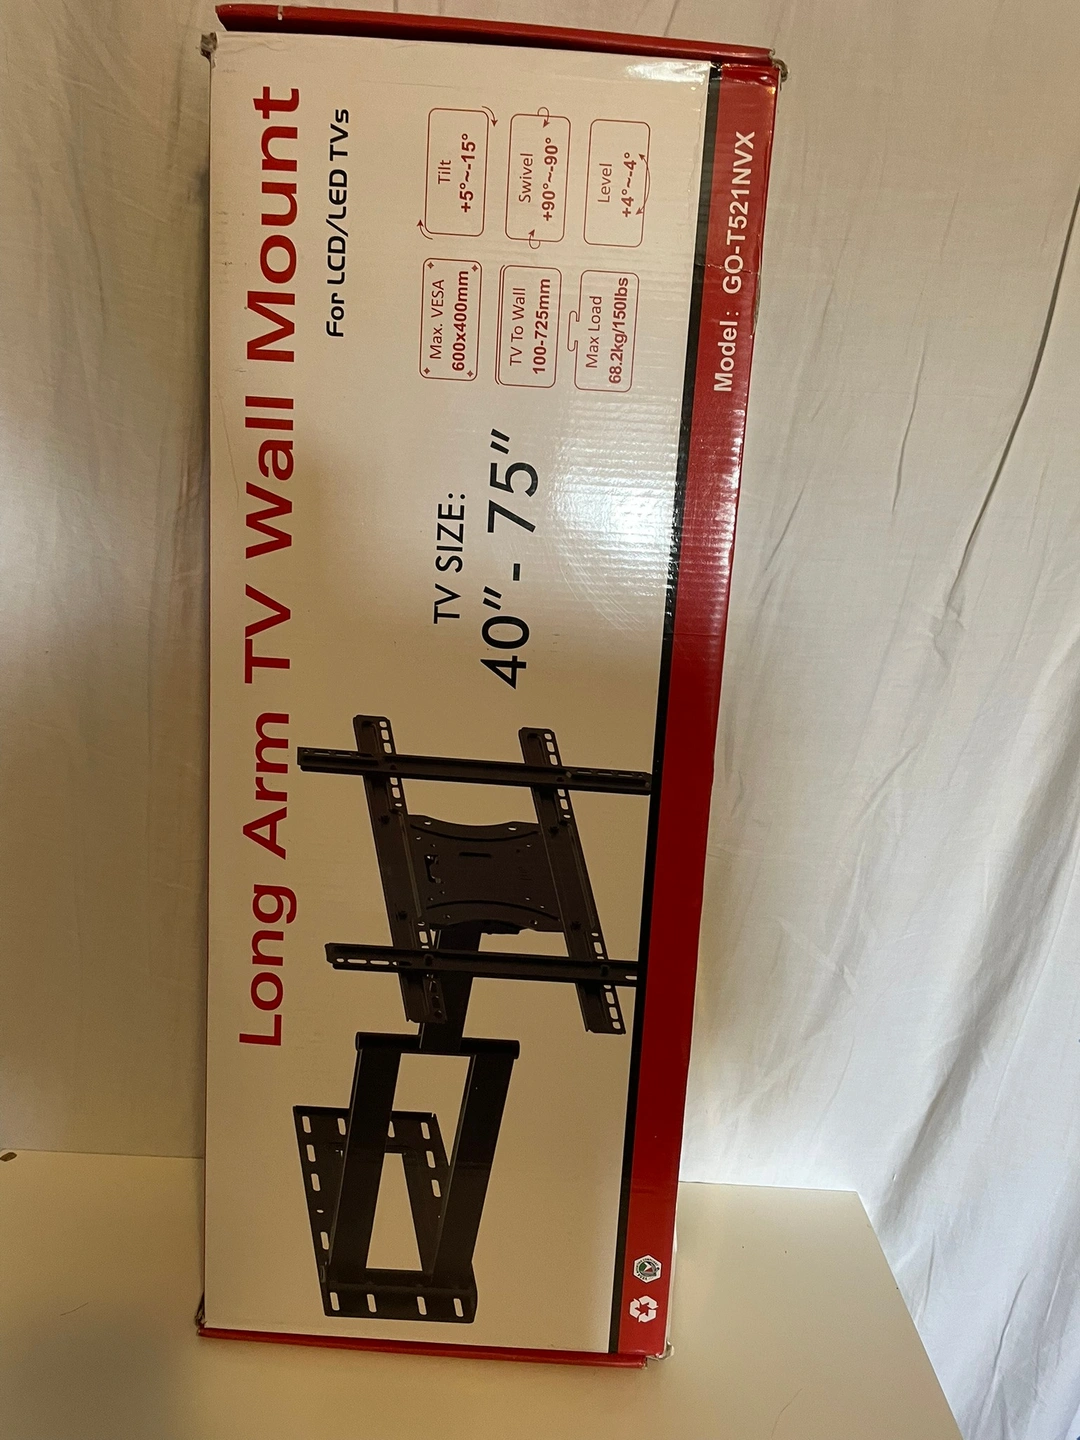 Long Arm TV Wall Mount
For LCD/LED TVs
TV SIZE:
40"- 75"
Max. VESA
600x400mm
Tilt
+5°~-15°
TV To Wall
100-725mm
Swivel
+90°~-90°
Max Load
68.2kg/150lbs
Level
+4°~-4°
Model: GO-T521NVX